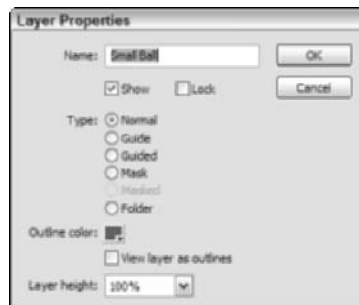 Layer Properties
Name: Small Ball
OK
Show Lock
Cancel
Type: Normal
Guide
Guided
Mask
Masked
Folder
Outline color:
View layer as outlines
Layer height: 100%